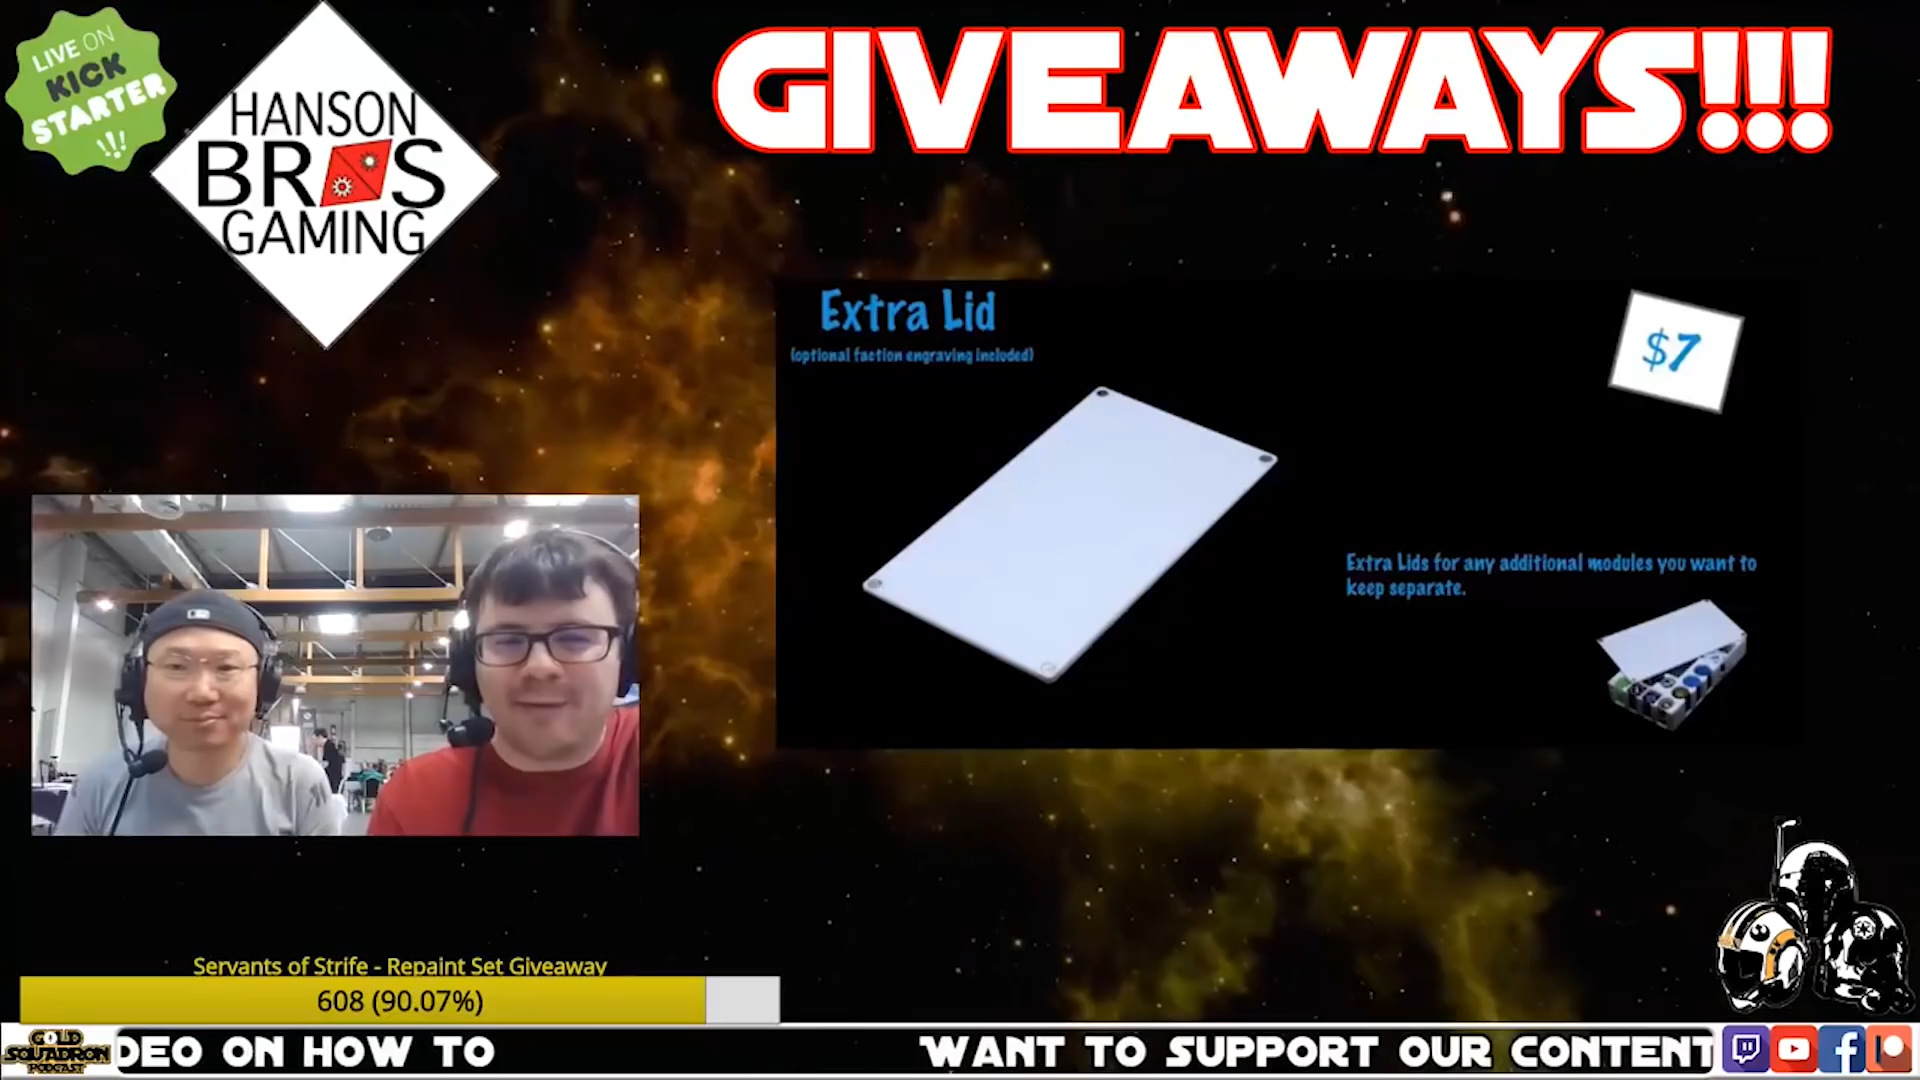 LIVE ON
KICK
STARTER
!!!
HANSON
BROS
GAMING
GIVEAWAYS!!!
Extra Lid
(optional faction engraving included)
$7
Extra Lids for any additional modules you want to
keep separate.
Servants of Strife - Repaint Set Giveaway
608 (90.07%)
GOLD
SQUADRON
PODCAST
DEO ON HOW TO
WANT TO SUPPORT OUR CONTENT